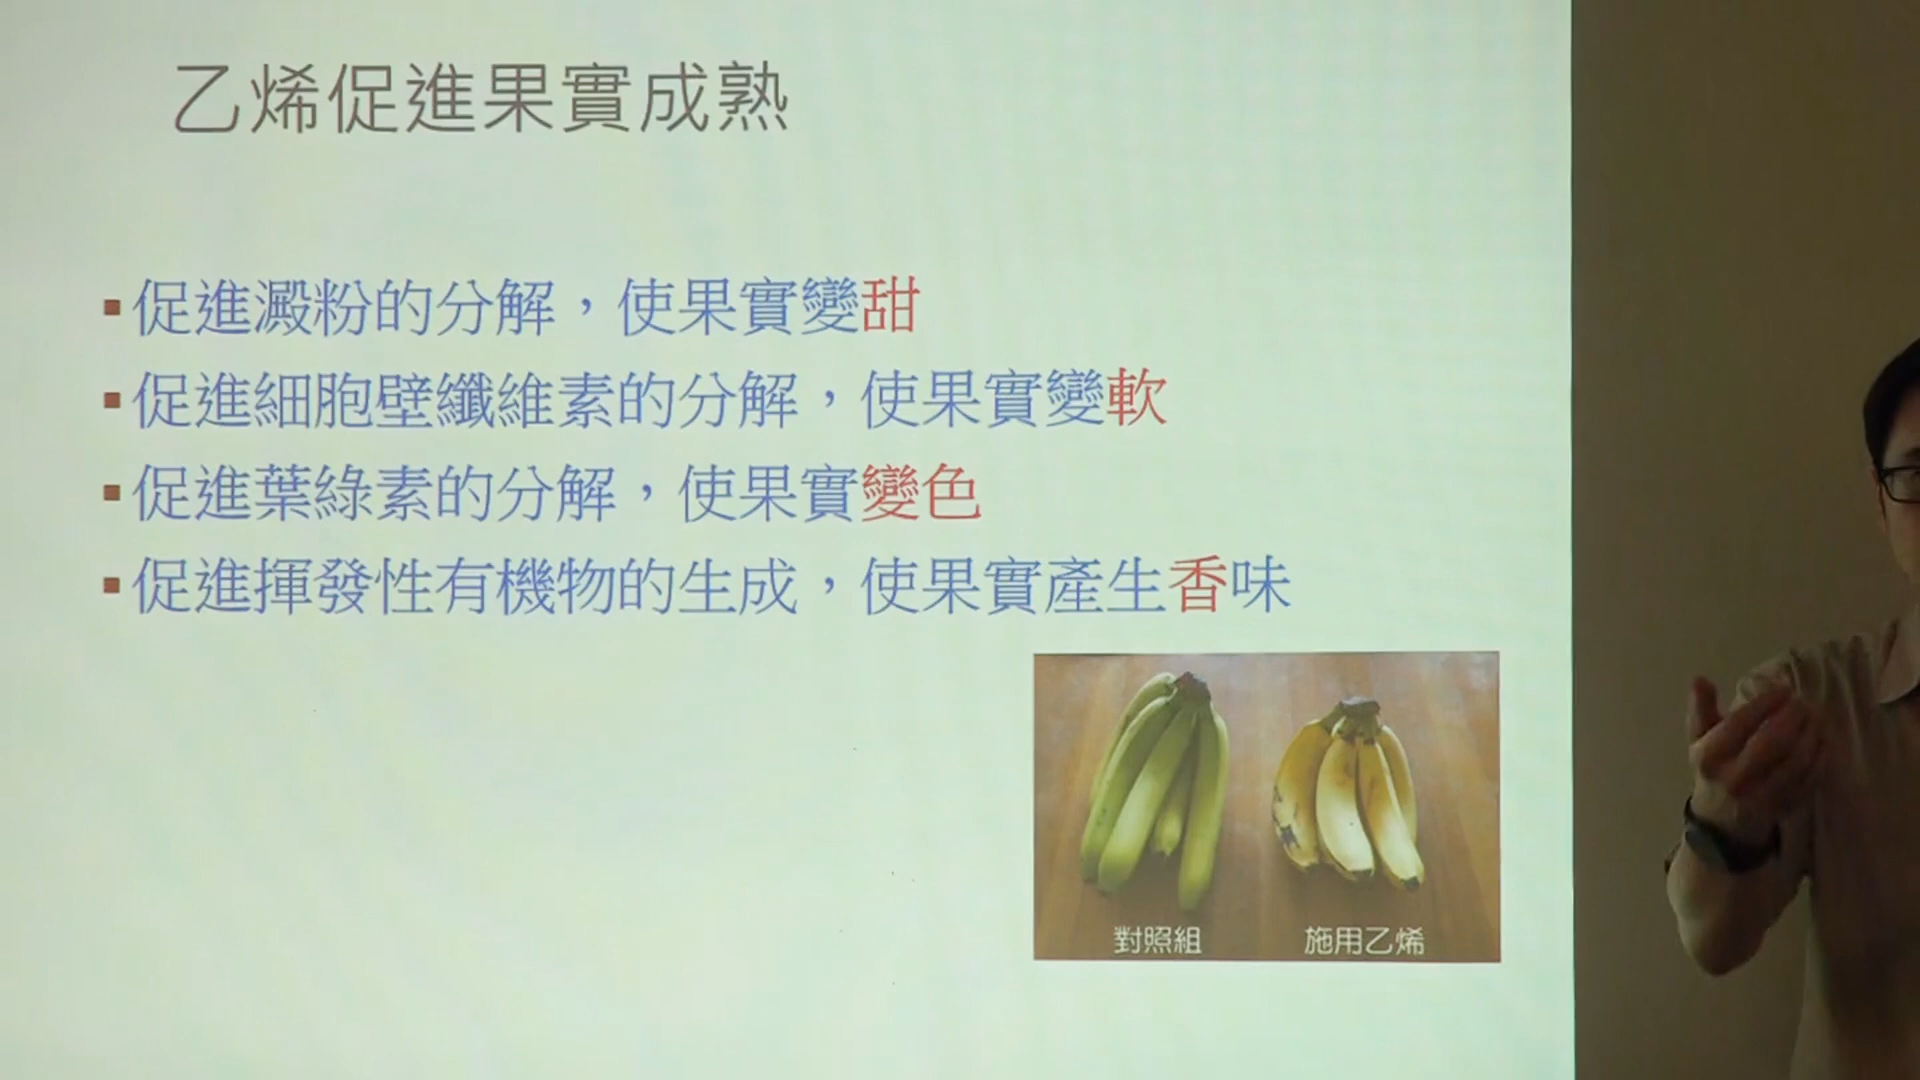 乙烯促進果實成熟
▪促進澱粉的分解，使果實變甜
▪促進細胞壁纖維素的分解，使果實變軟
▪促進葉綠素的分解，使果實變色
▪促進揮發性有機物的生成，使果實產生香味
對照組
施用乙烯